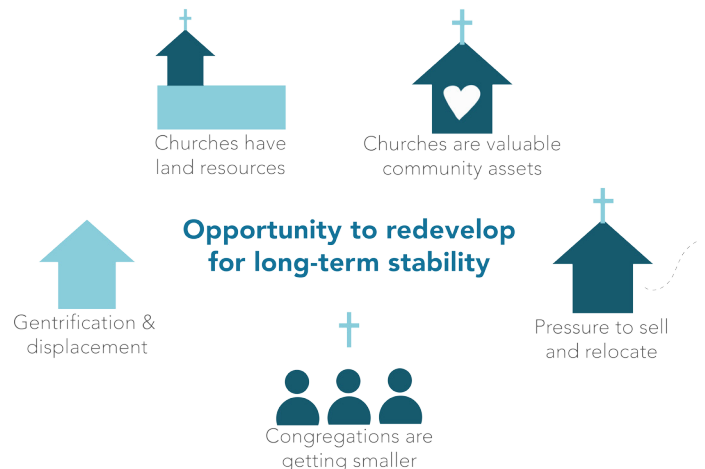 Churches have
land resources
Churches are valuable
community assets
Opportunity to redevelop
for long-term stability
Gentrification &
displacement
Pressure to sell
and relocate
Congregations are
getting smaller